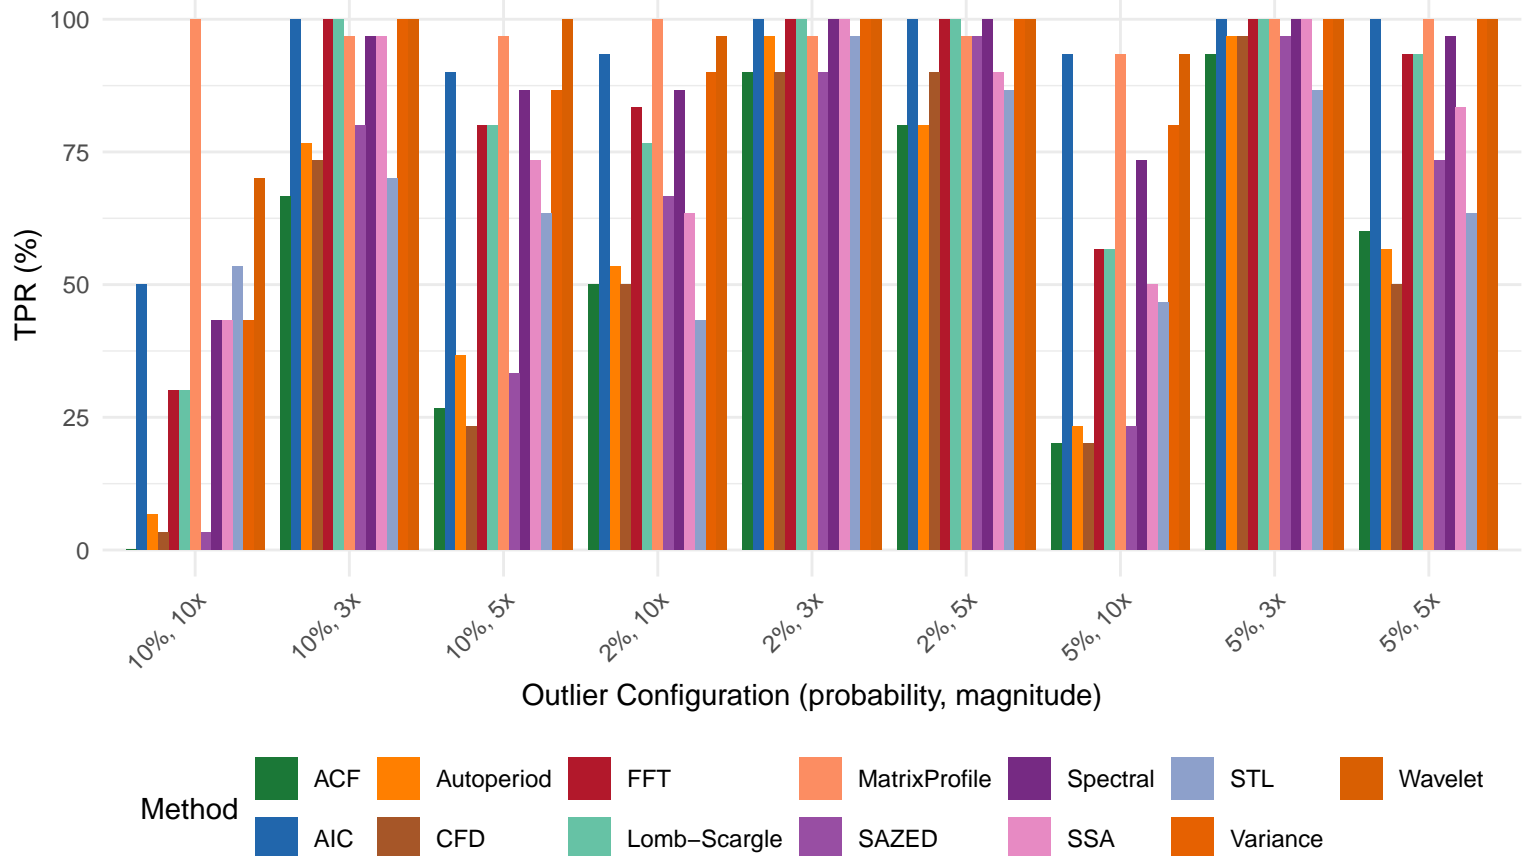 100
75
50
25
0
TPR (%)
10%, 10x
10%, 3x
10%, 5x
2%, 10x
2%, 3x
2%, 5x
5%, 10x
5%, 3x
5%, 5x
Outlier Configuration (probability, magnitude)
Method
ACF Autoperiod FFT MatrixProfile Spectral STL Wavelet
AIC CFD Lomb−Scargle SAZED SSA Variance